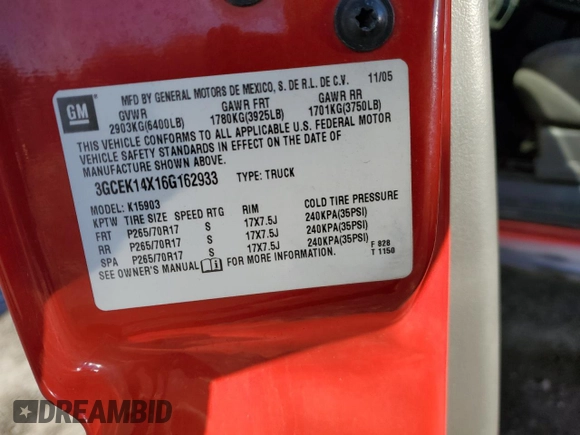 GM
MFD BY GENERAL MOTORS DE MEXICO, S. DE R.L. DE C.V. 11/05
GVWR GAWR FRT GAWR RR
2903KG(6400LB) 1780KG(3925LB) 1701KG(3750LB)
THIS VEHICLE CONFORMS TO ALL APPLICABLE U.S. FEDERAL MOTOR
VEHICLE SAFETY STANDARDS IN EFFECT ON THE DATE OF
MANUFACTURE SHOWN ABOVE.
3GCEK14X16G162933 TYPE: TRUCK
MODEL: K15903
KPTW TIRE SIZE SPEED RTG RIM COLD TIRE PRESSURE
FRT P265/70R17 S 17X7.5J 240KPA(35PSI)
RR P265/70R17 S 17X7.5J 240KPA(35PSI)
SPA P265/70R17 S 17X7.5J 240KPA(35PSI)
SEE OWNER'S MANUAL FOR MORE INFORMATION. F 828
T 1150
DREAMBID